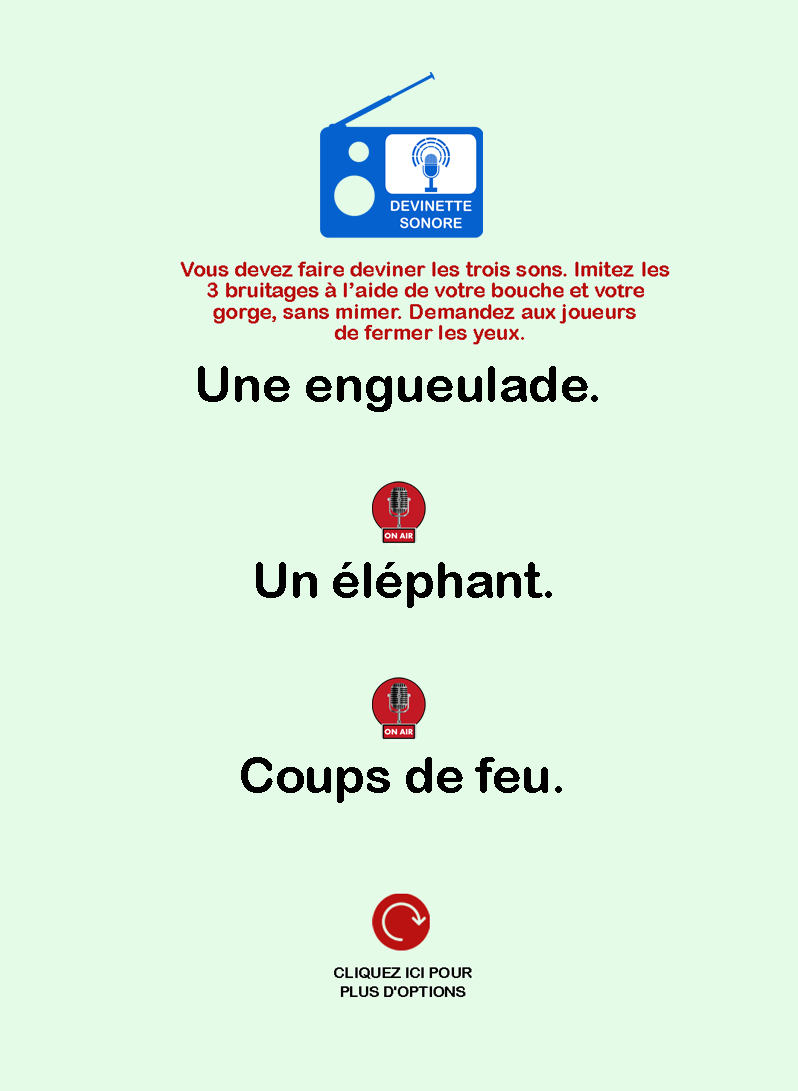 DEVINETTE
SONORE
Vous devez faire deviner les trois sons. Imitez les
3 bruitages à l’aide de votre bouche et votre
gorge, sans mimer. Demandez aux joueurs
de fermer les yeux.
Une engueulade.
ON AIR
Un éléphant.
ON AIR
Coups de feu.
CLIQUEZ ICI POUR
PLUS D'OPTIONS